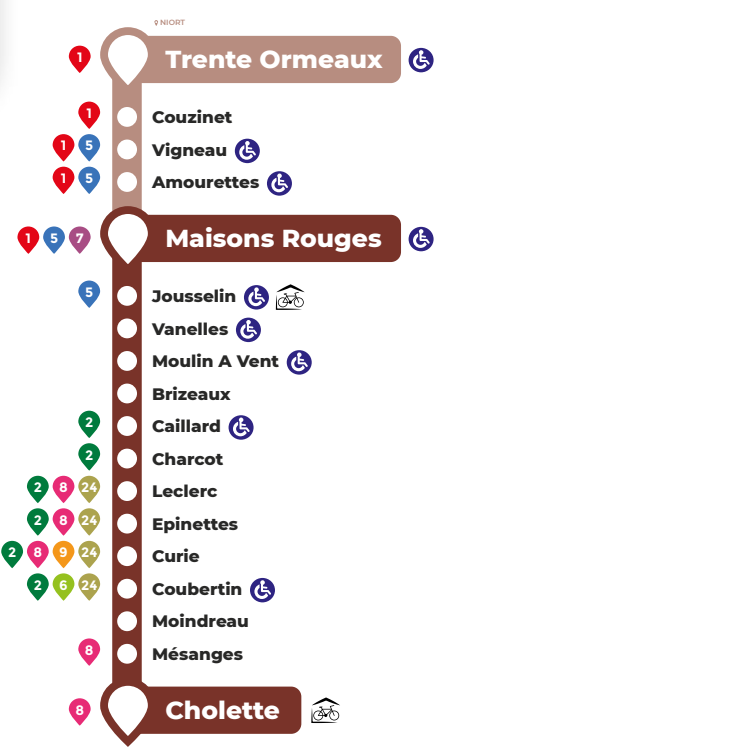 NIORT
1 Trente Ormeaux
1 Couzinet
1 5 Vigneau
1 5 Amourettes
1 5 7 Maisons Rouges
5 Jousselin
Vanelles
Moulin A Vent
Brizeaux
2 Caillard
2 Charcot
2 8 24 Leclerc
2 8 24 Epinettes
2 8 9 24 Curie
2 6 24 Coubertin
Moindreau
8 Mésanges
8 Cholette